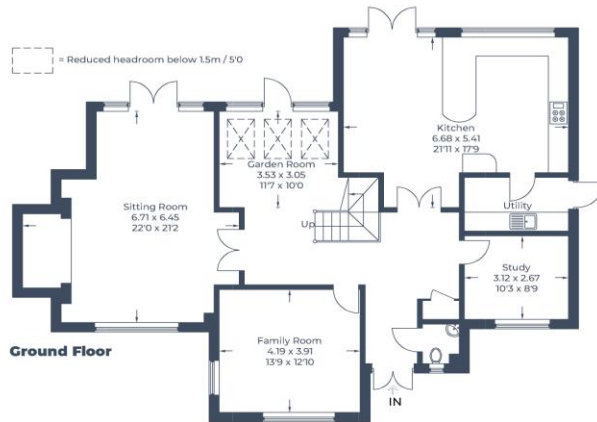 = Reduced headroom below 1.5m / 5'0
Kitchen
6.68 x 5.41
21'11 x 17'9
Garden Room
3.53 x 3.05
11'7 x 10'0
Sitting Room
6.71 x 6.45
22'0 x 21'2
Up
Utility
Study
3.12 x 2.67
10'3 x 8'9
Family Room
4.19 x 3.91
13'9 x 12'10
Ground Floor
IN